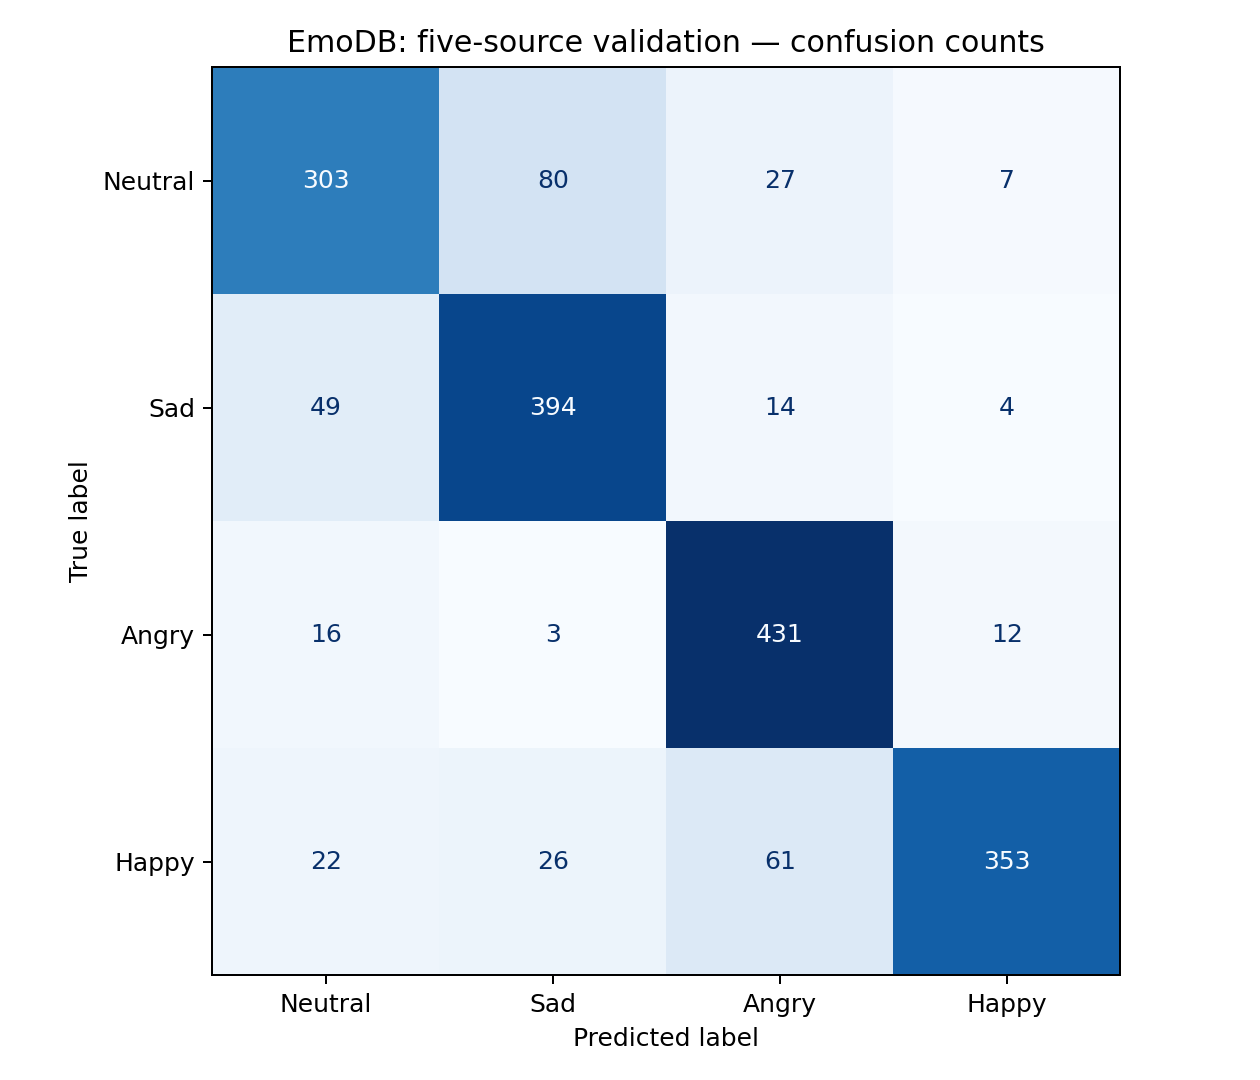 EmoDB: five-source validation — confusion counts
Neutral 303 80 27 7
Sad 49 394 14 4
Angry 16 3 431 12
Happy 22 26 61 353
Neutral Sad Angry Happy
Predicted label
True label